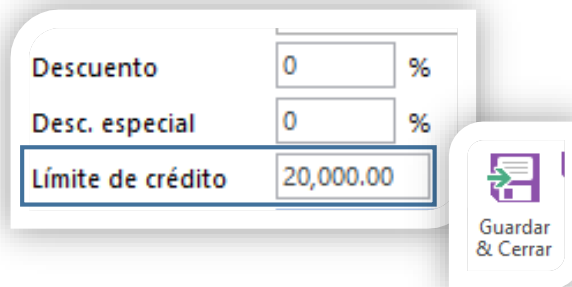 Descuento 0 %
Desc. especial 0 %
Límite de crédito 20,000.00
Guardar
& Cerrar